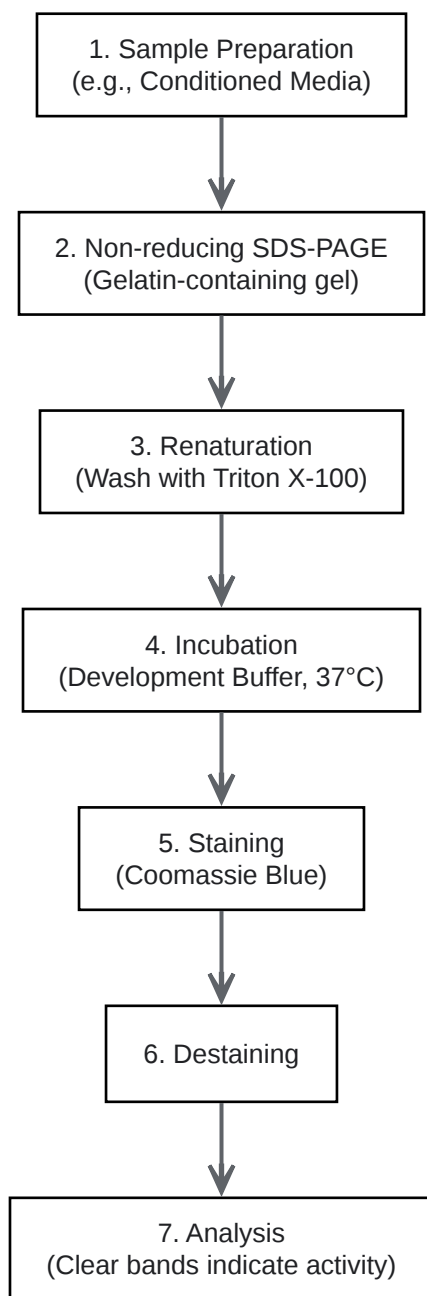 1. Sample Preparation
(e.g., Conditioned Media)
2. Non-reducing SDS-PAGE
(Gelatin-containing gel)
3. Renaturation
(Wash with Triton X-100)
4. Incubation
(Development Buffer, 37°C)
5. Staining
(Coomassie Blue)
6. Destaining
7. Analysis
(Clear bands indicate activity)